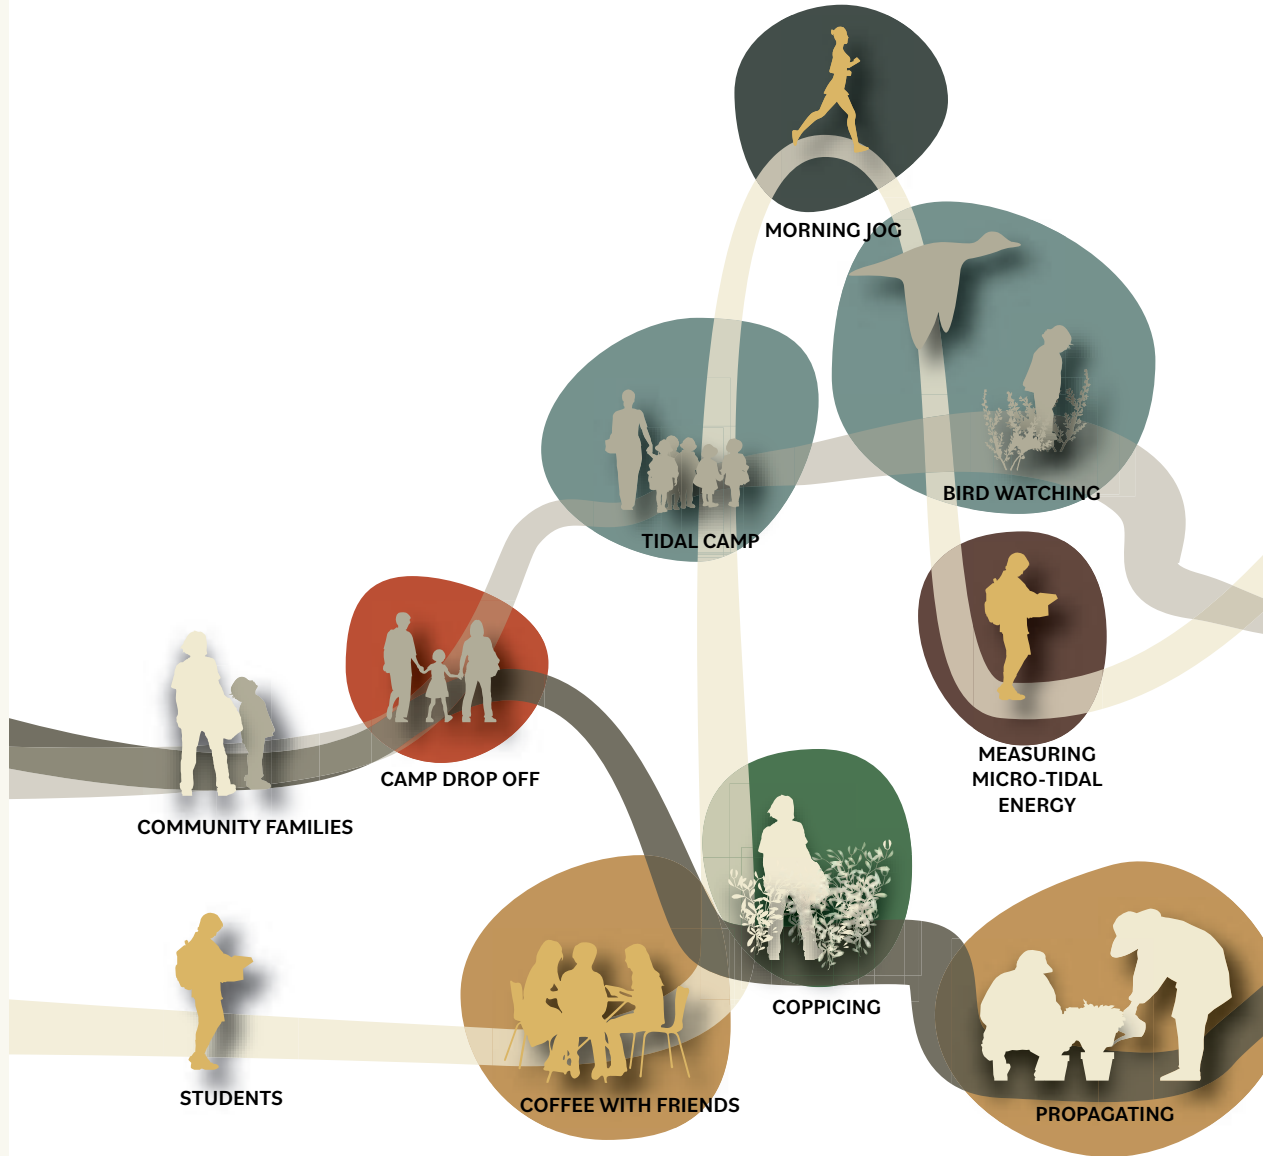 MORNING JOG
BIRD WATCHING
TIDAL CAMP
CAMP DROP OFF
MEASURING
MICRO-TIDAL
ENERGY
COMMUNITY FAMILIES
COPPICING
STUDENTS
COFFEE WITH FRIENDS
PROPAGATING